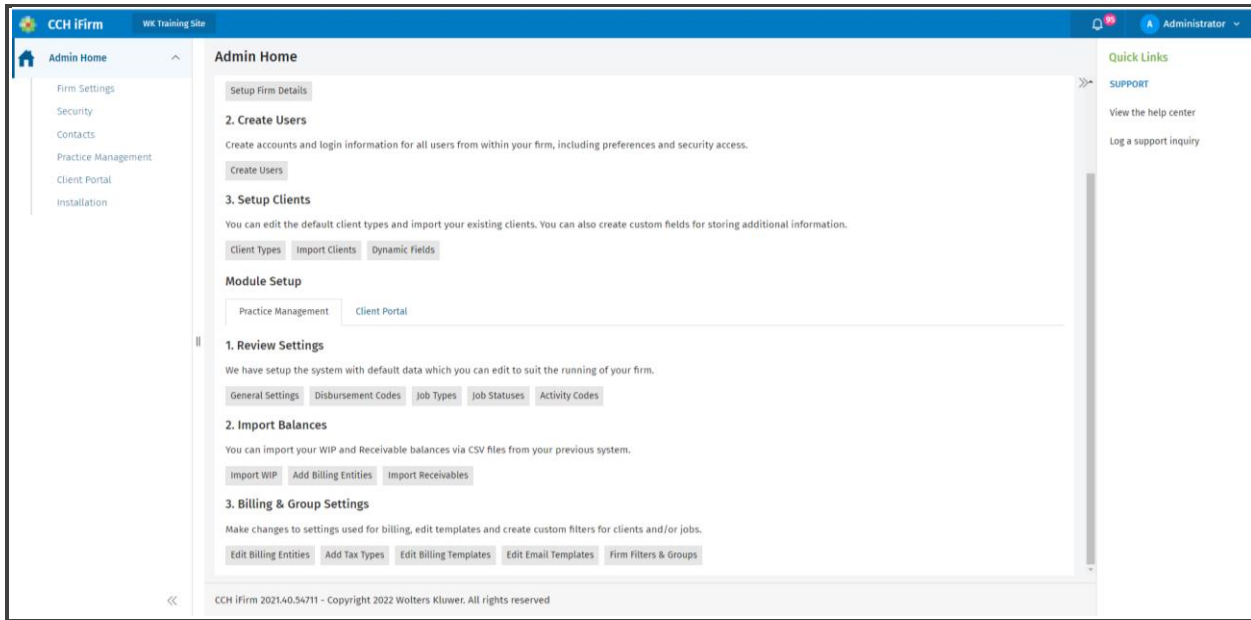 CCH iFirm WK Training Site 95 A Administrator
Admin Home
Firm Settings
Security
Contacts
Practice Management
Client Portal
Installation
Admin Home
Setup Firm Details
2. Create Users
Create accounts and login information for all users from within your firm, including preferences and security access.
Create Users
3. Setup Clients
You can edit the default client types and import your existing clients. You can also create custom fields for storing additional information.
Client Types Import Clients Dynamic Fields
Module Setup
Practice Management Client Portal
1. Review Settings
We have setup the system with default data which you can edit to suit the running of your firm.
General Settings Disbursement Codes Job Types Job Statuses Activity Codes
2. Import Balances
You can import your WIP and Receivable balances via CSV files from your previous system.
Import WIP Add Billing Entities Import Receivables
3. Billing & Group Settings
Make changes to settings used for billing, edit templates and create custom filters for clients and/or jobs.
Edit Billing Entities Add Tax Types Edit Billing Templates Edit Email Templates Firm Filters & Groups
CCH iFirm 2021.40.54711 - Copyright 2022 Wolters Kluwer. All rights reserved
Quick Links
SUPPORT
View the help center
Log a support inquiry